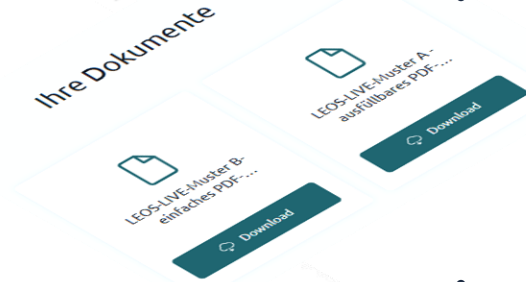 Ihre Dokumente
LEOS-LIVE-Muster B-
einfaches PDF-...
Download
LEOS-LIVE-Muster A -
ausfüllbares PDF-...
Download